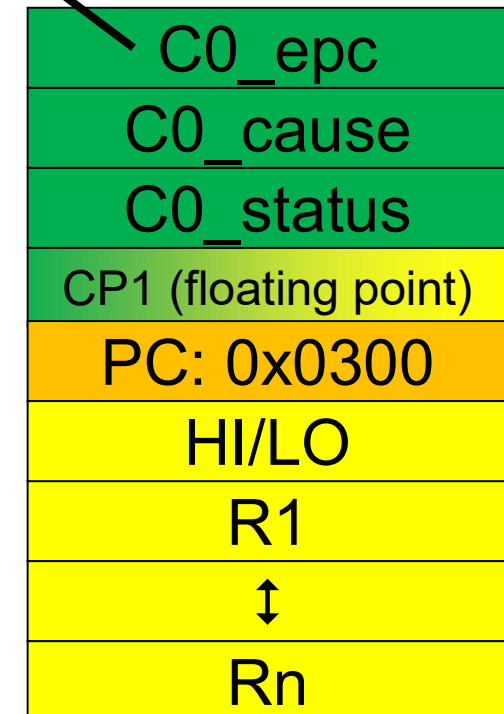 C0_epc
C0_cause
C0_status
CP1 (floating point)
PC: 0x0300
HI/LO
R1
↕
Rn